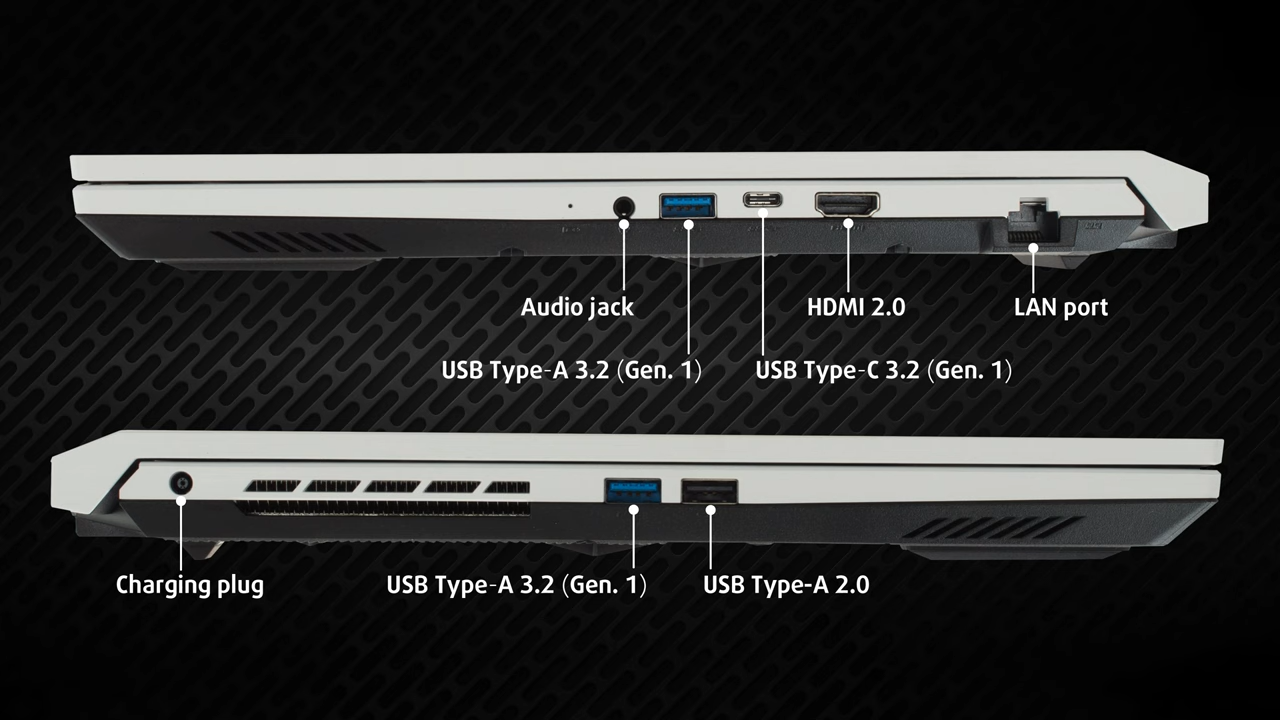 Audio jack
HDMI 2.0
LAN port
USB Type-A 3.2 (Gen. 1)
USB Type-C 3.2 (Gen. 1)
Charging plug
USB Type-A 3.2 (Gen. 1)
USB Type-A 2.0